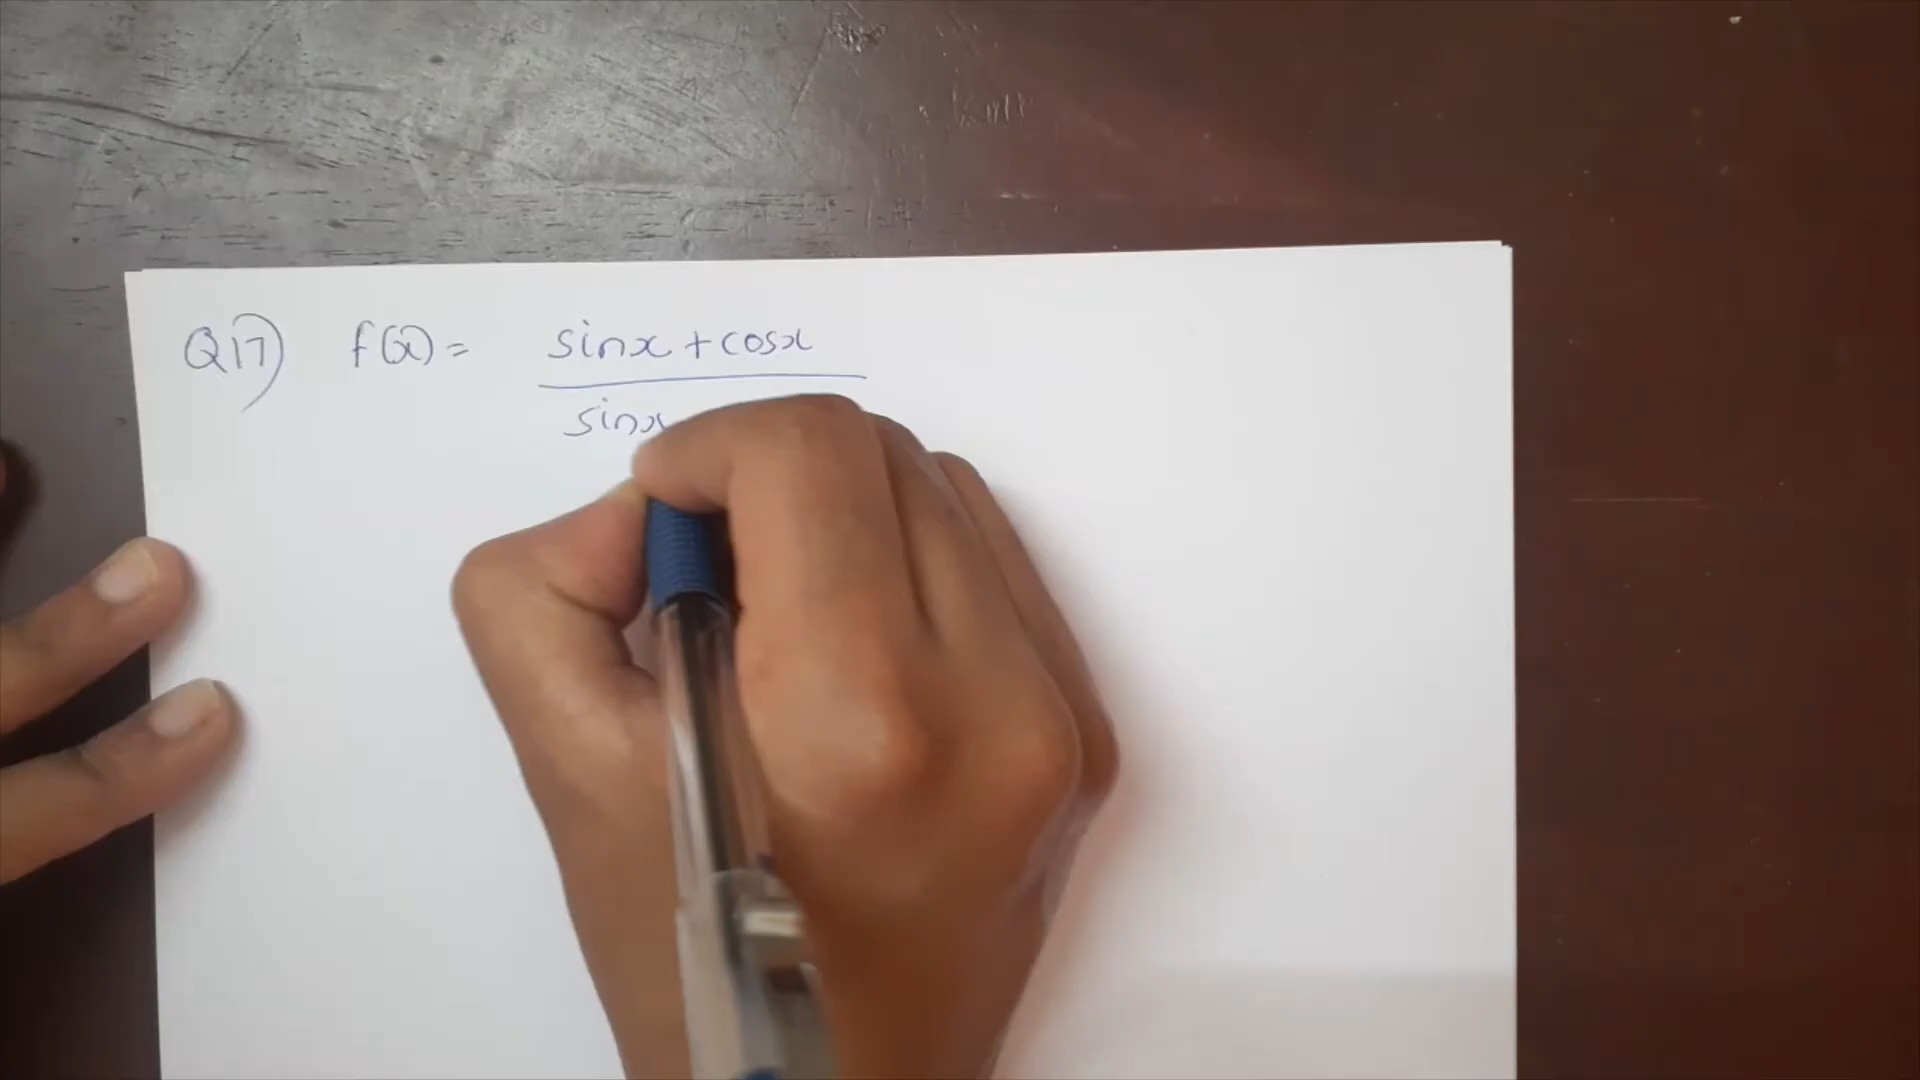 Q17) f(x) = sinx + cosx
sinx